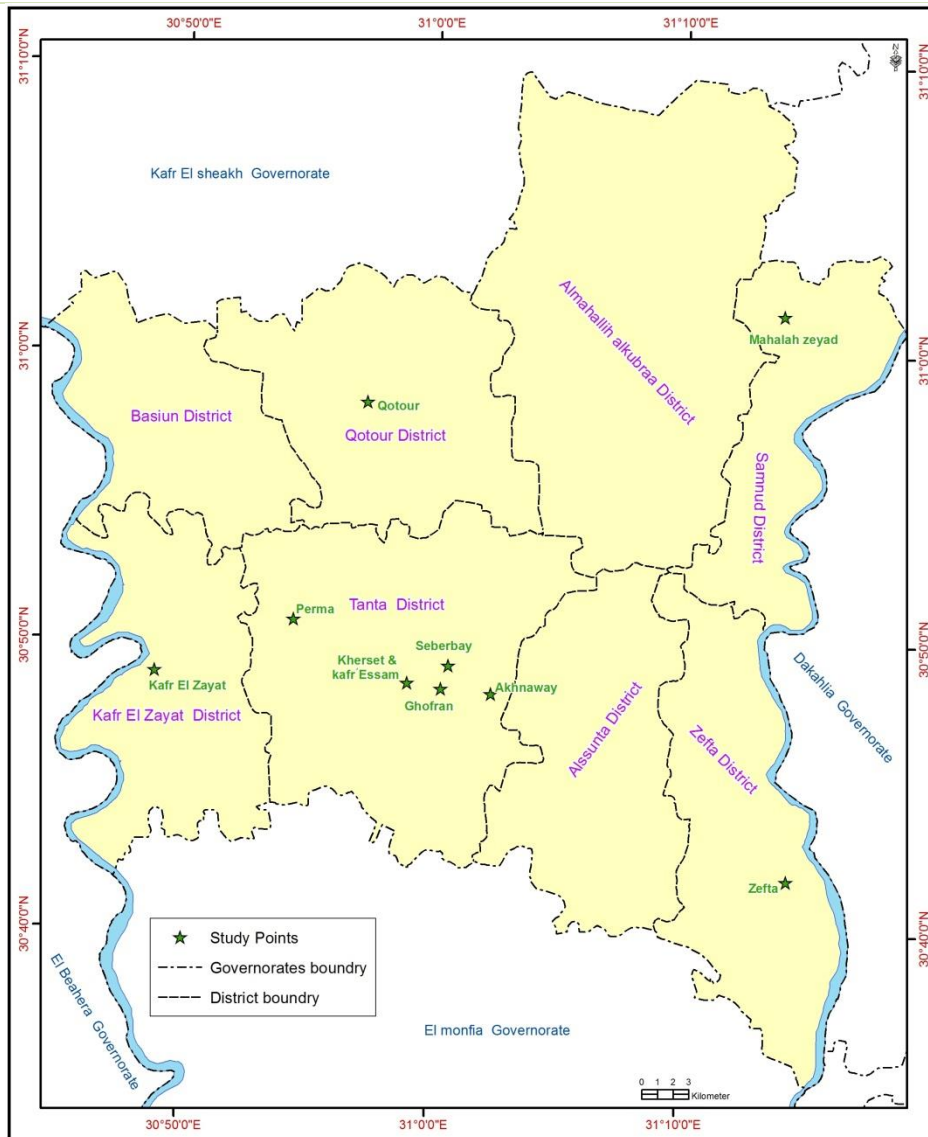 30°50'0"E
31°0'0"E
31°10'0"E
31°10'0"N
31°10'0"N
Kafr El sheakh Governorate
Almahallih alkubraa District
Mahalah zeyad
31°0'0"N
31°0'0"N
Basiun District
Qotour
Qotour District
Samnud District
Perma
Tanta District
30°50'0"N
30°50'0"N
Seberbay
Kherset &
kafr Essam
Akhnaway
Ghofran
Kafr El Zayat
Kafr El Zayat District
Alssunta District
Zefta District
Dakahlia Governorate
Zefta
30°40'0"N
30°40'0"N
Study Points
Governorates boundry
District boundry
El Beahera Governorate
El monfia Governorate
0 1 2 3
Kilometer
30°50'0"E
31°0'0"E
31°10'0"E